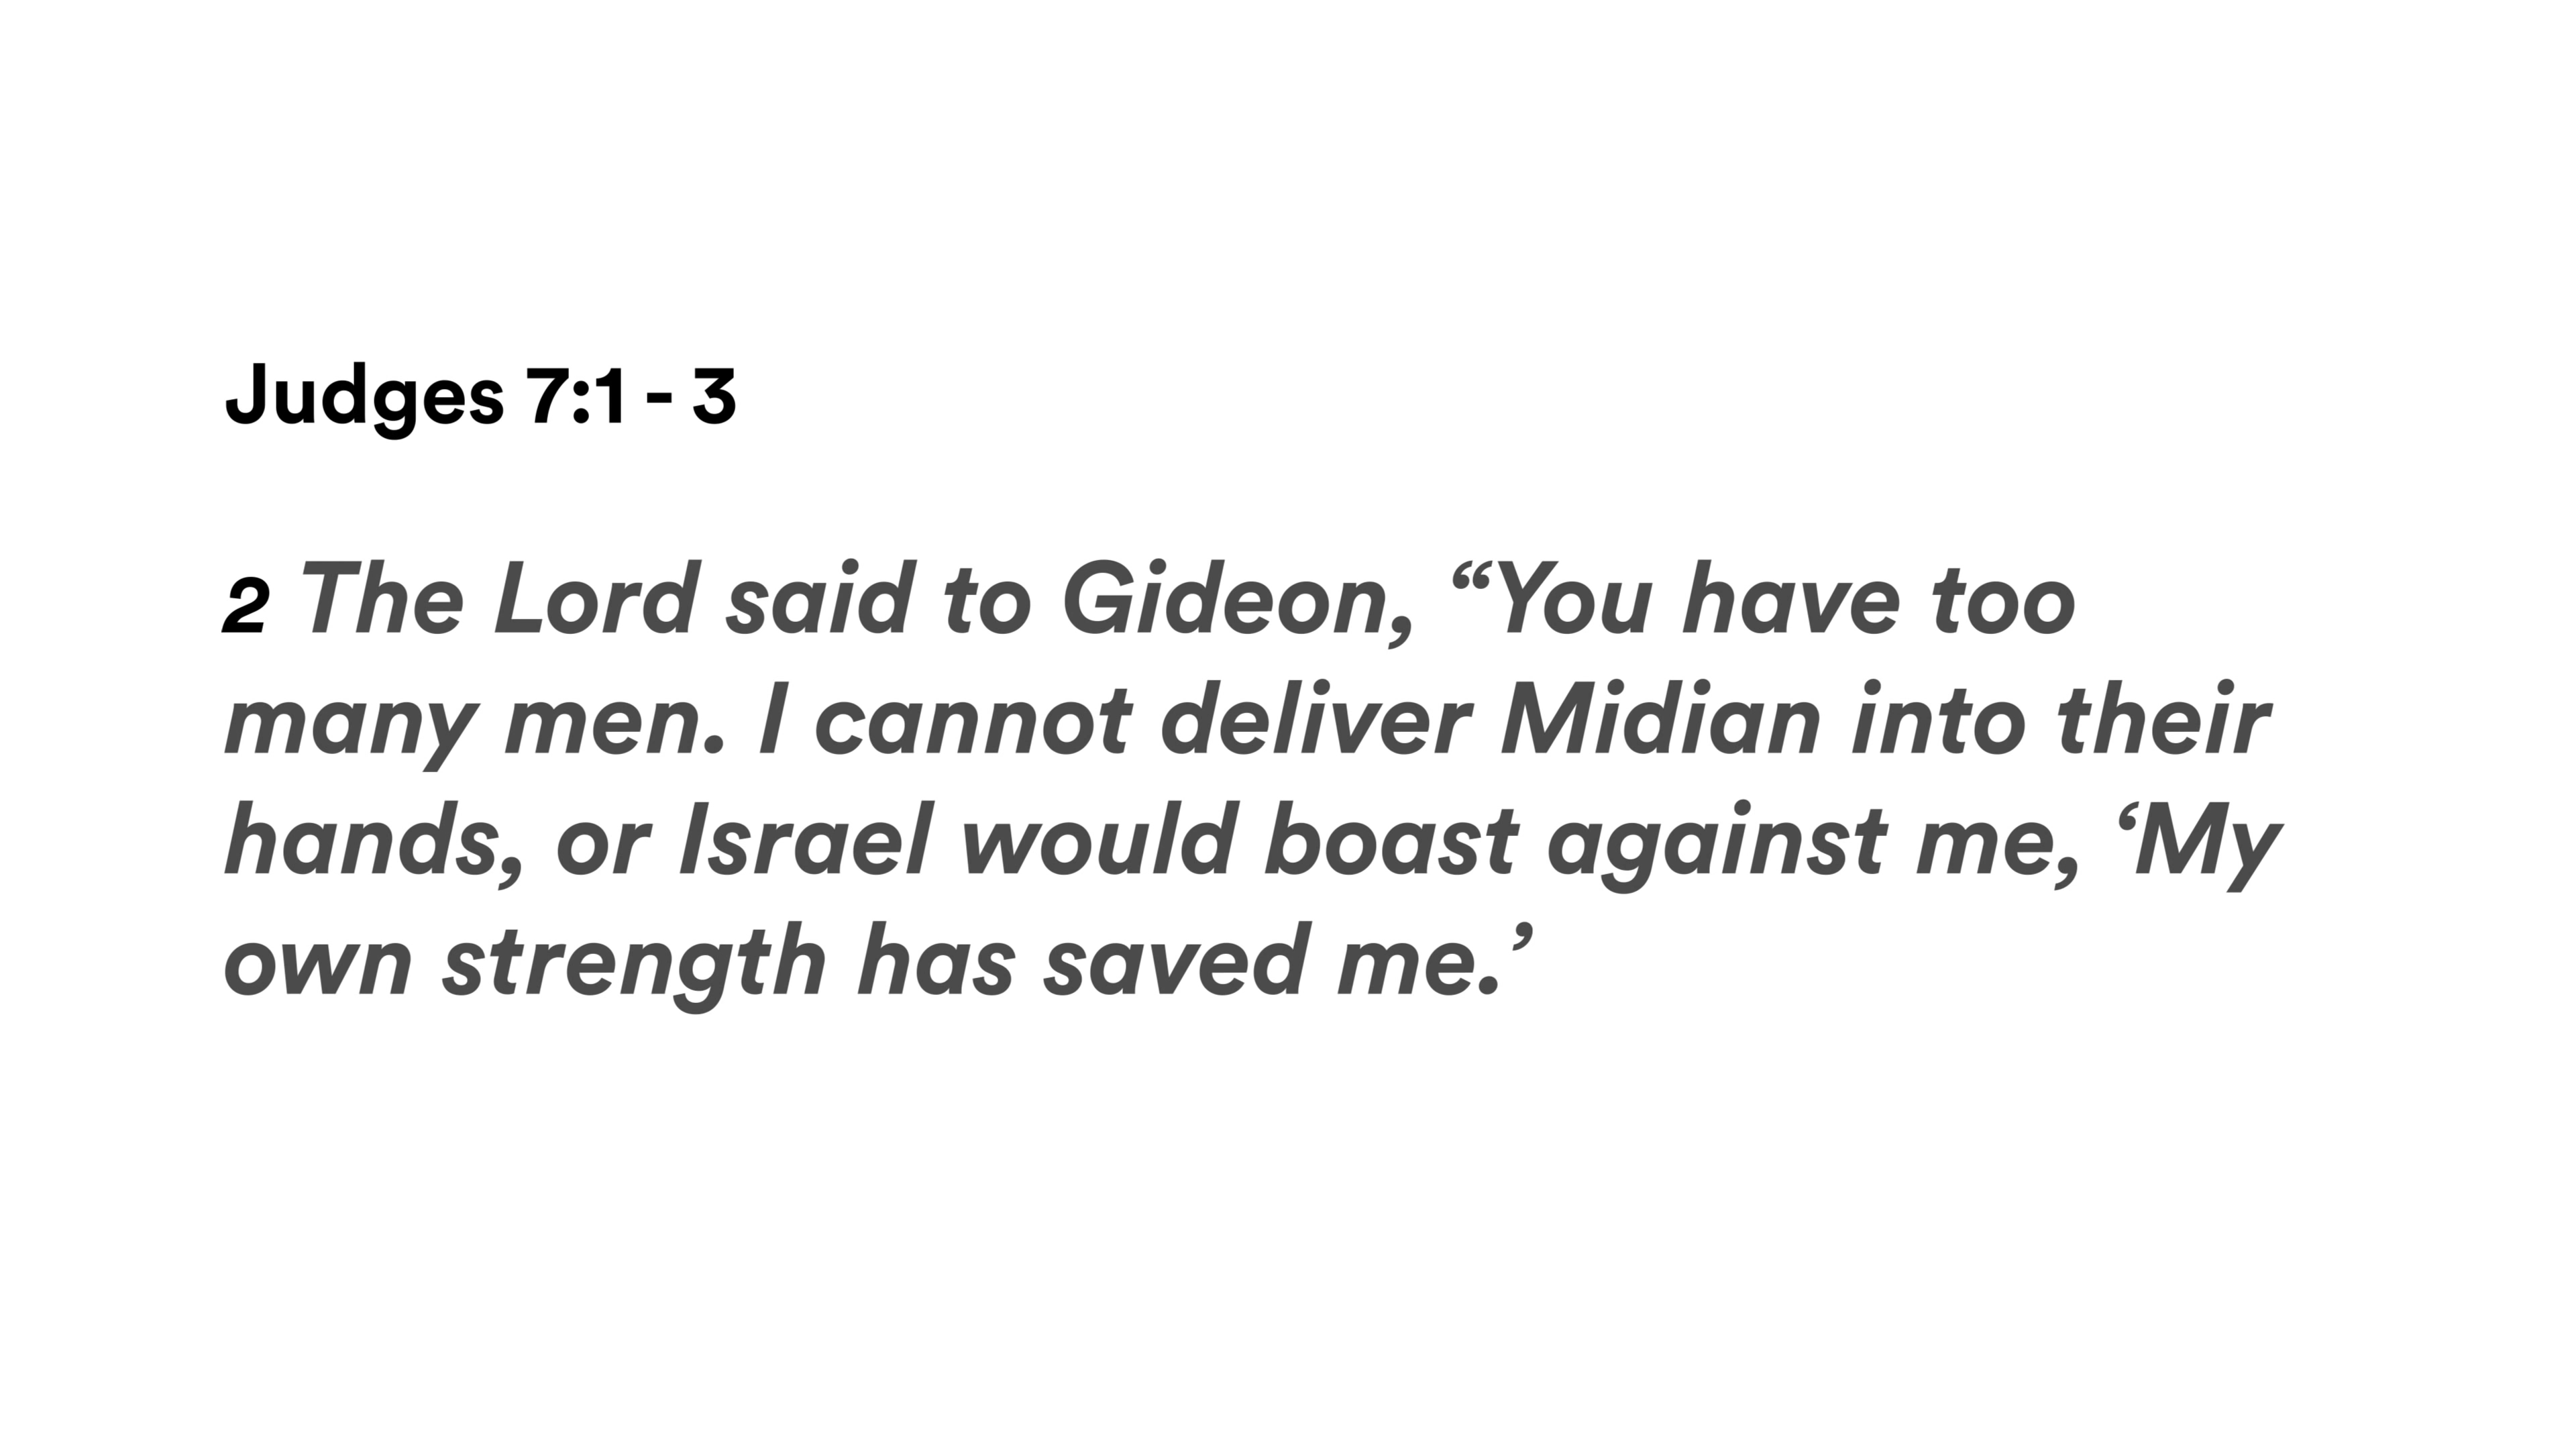 Judges 7:1 - 3
2 The Lord said to Gideon, “You have too
many men. I cannot deliver Midian into their
hands, or Israel would boast against me, ‘My
own strength has saved me.’